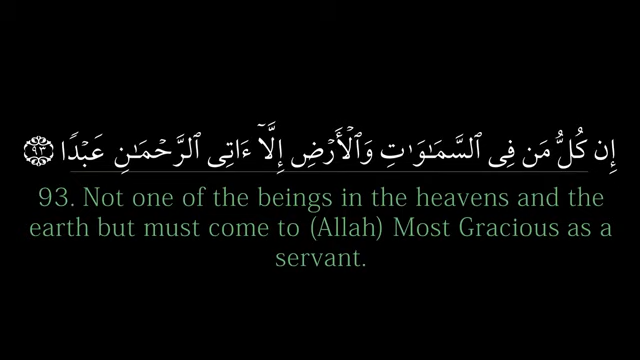 إِن كُلُّ مَن فِى ٱلسَّمَـٰوَٰتِ وَٱلْأَرْضِ إِلَّآ ءَاتِى ٱلرَّحْمَـٰنِ عَبْدًا ۝٩٣
93. Not one of the beings in the heavens and the
earth but must come to (Allah) Most Gracious as a
servant.